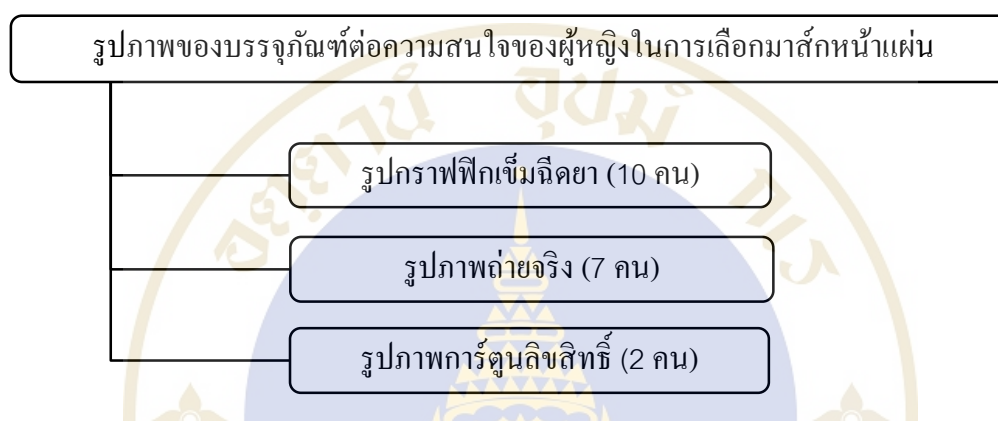 รูปภาพของบรรจุภัณฑ์ต่อความสนใจของผู้หญิงในการเลือกมาส์กหน้าแผ่น
รูปกราฟฟิกเข็มฉีดยา (10 คน)
รูปภาพถ่ายจริง (7 คน)
รูปภาพการ์ตูนลิขสิทธิ์ (2 คน)